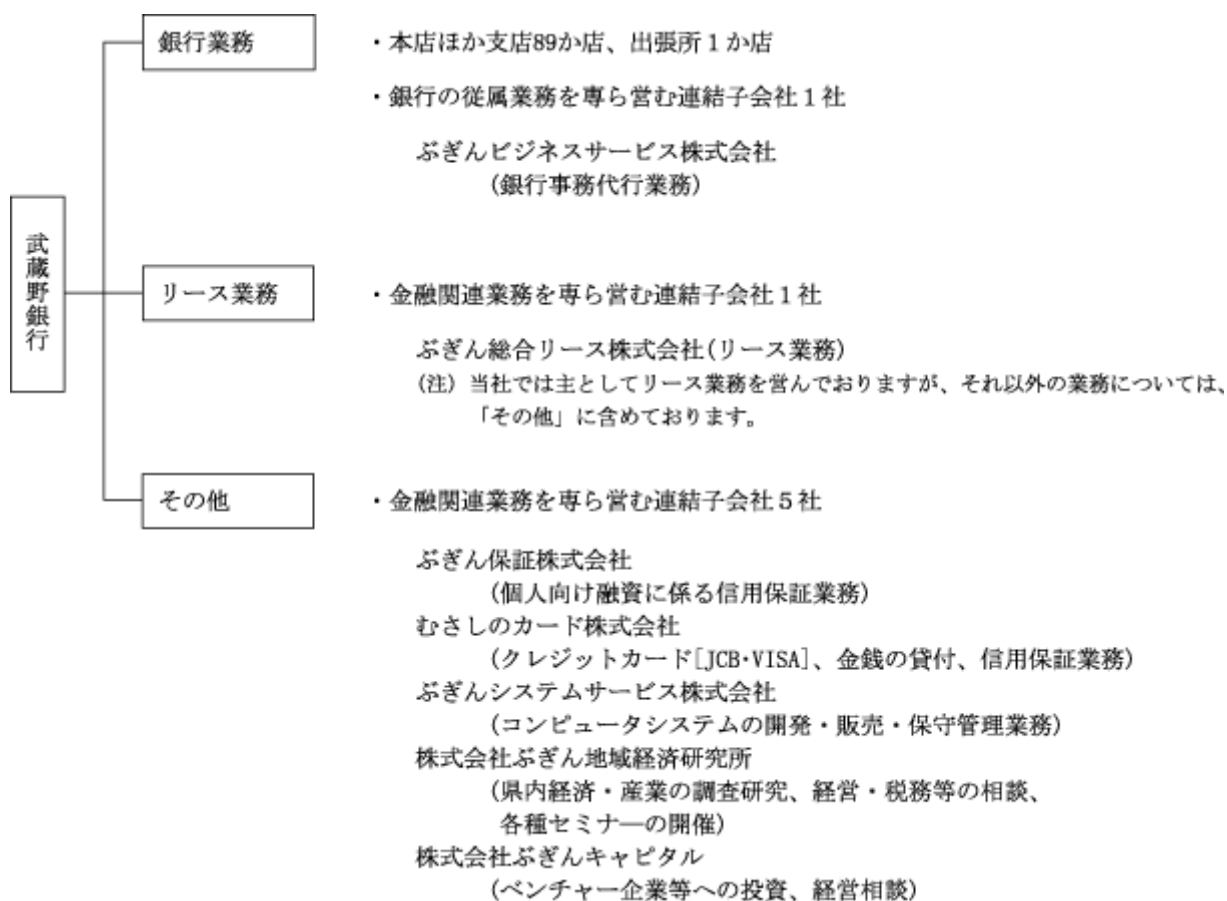 武蔵野銀行
銀行業務
・本店ほか支店89か店、出張所1か店
・銀行の従属業務を専ら営む連結子会社1社
ぶぎんビジネスサービス株式会社
(銀行事務代行業務)
リース業務
・金融関連業務を専ら営む連結子会社1社
ぶぎん総合リース株式会社(リース業務)
(注) 当社では主としてリース業務を営んでおりますが、それ以外の業務については、
「その他」に含めております。
その他
・金融関連業務を専ら営む連結子会社5社
ぶぎん保証株式会社
(個人向け融資に係る信用保証業務)
むさしのカード株式会社
(クレジットカード[JCB・VISA]、金銭の貸付、信用保証業務)
ぶぎんシステムサービス株式会社
(コンピュータシステムの開発・販売・保守管理業務)
株式会社ぶぎん地域経済研究所
(県内経済・産業の調査研究、経営・税務等の相談、
各種セミナ―の開催)
株式会社ぶぎんキャピタル
(ベンチャー企業等への投資、経営相談)